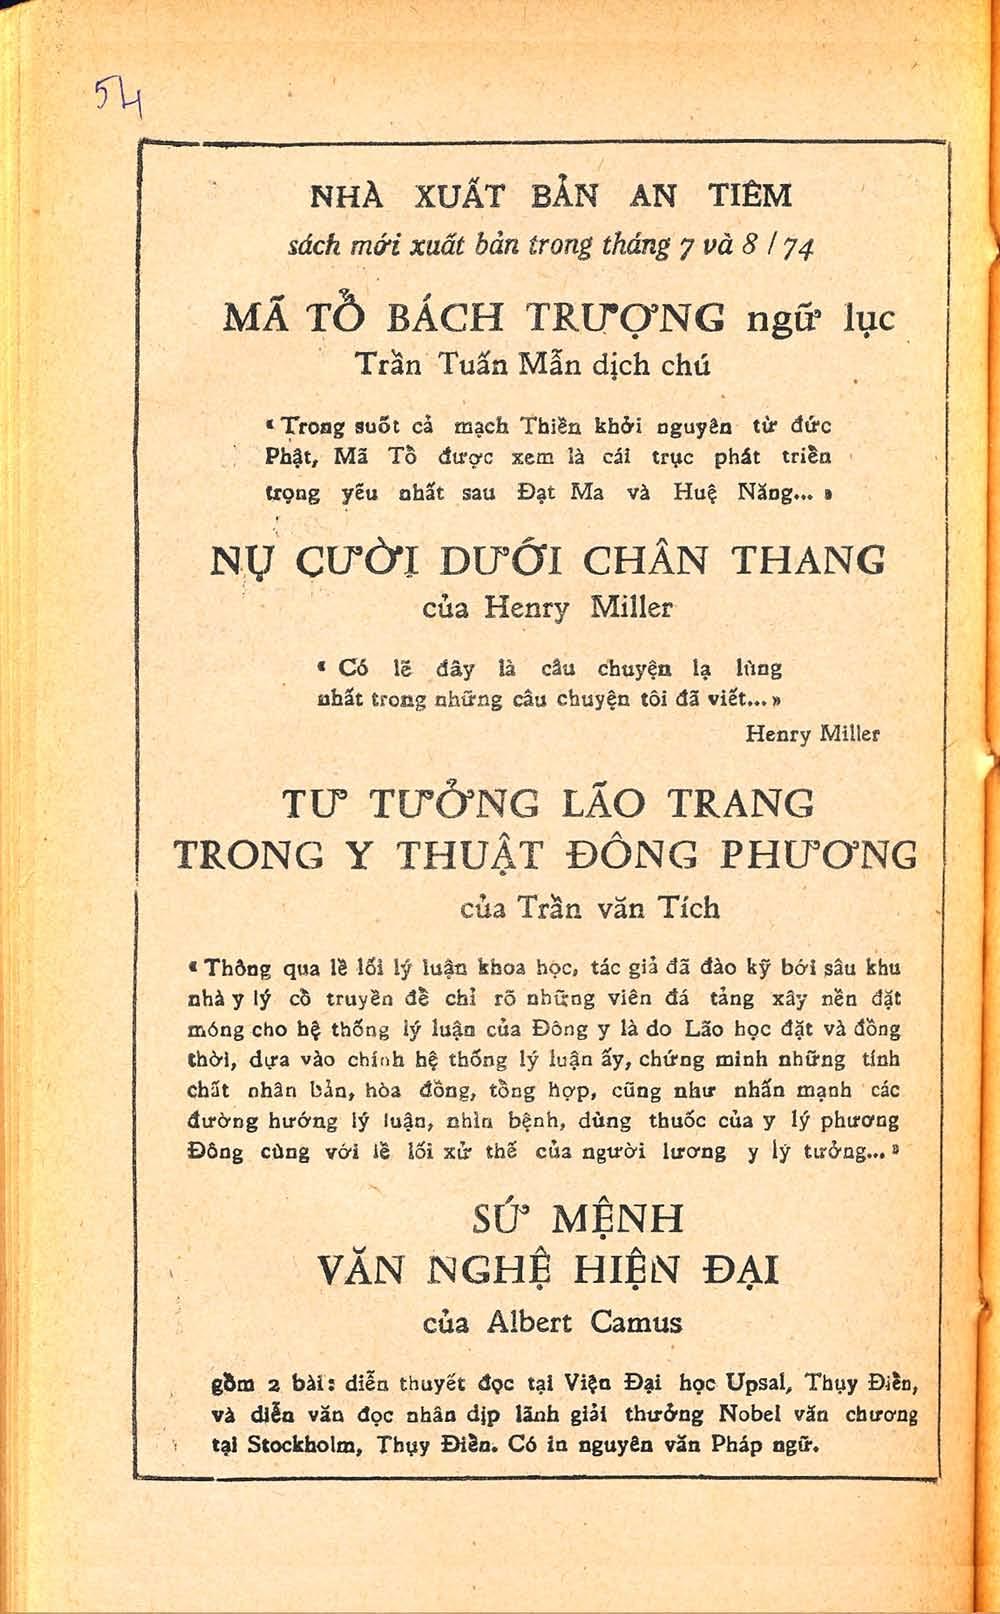 54
NHÀ XUẤT BẢN AN TIÊM
sách mới xuất bản trong tháng 7 và 8 / 74
MÃ TỔ BÁCH TRƯỢNG ngữ lục
Trần Tuấn Mẫn dịch chú
« Trong suốt cả mạch Thiền khởi nguyên từ đức
Phật, Mã Tổ được xem là cái trục phát triển
trọng yếu nhất sau Đạt Ma và Huệ Năng... »
NỤ CƯỜI DƯỚI CHÂN THANG
của Henry Miller
« Có lẽ đây là câu chuyện lạ lùng
nhất trong những câu chuyện tôi đã viết... »
Henry Miller
TƯ TƯỞNG LÃO TRANG
TRONG Y THUẬT ĐÔNG PHƯƠNG
của Trần văn Tích
« Thông qua lề lối lý luận khoa học, tác giả đã đào kỹ bới sâu khu
nhà y lý cổ truyền để chỉ rõ những viên đá tảng xây nền đặt
móng cho hệ thống lý luận của Đông y là do Lão học đặt và đồng
thời, dựa vào chính hệ thống lý luận ấy, chứng minh những tính
chất nhân bản, hòa đồng, tổng hợp, cũng như nhấn mạnh các
đường hướng lý luận, nhìn bệnh, dùng thuốc của y lý phương
Đông cùng với lề lối xử thế của người lương y lý tưởng... »
SỨ MỆNH
VĂN NGHỆ HIỆN ĐẠI
của Albert Camus
gồm 2 bài: diễn thuyết đọc tại Viện Đại học Upsal, Thụy Điển,
và diễn văn đọc nhân dịp lãnh giải thưởng Nobel văn chương
tại Stockholm, Thụy Điển. Có in nguyên văn Pháp ngữ.